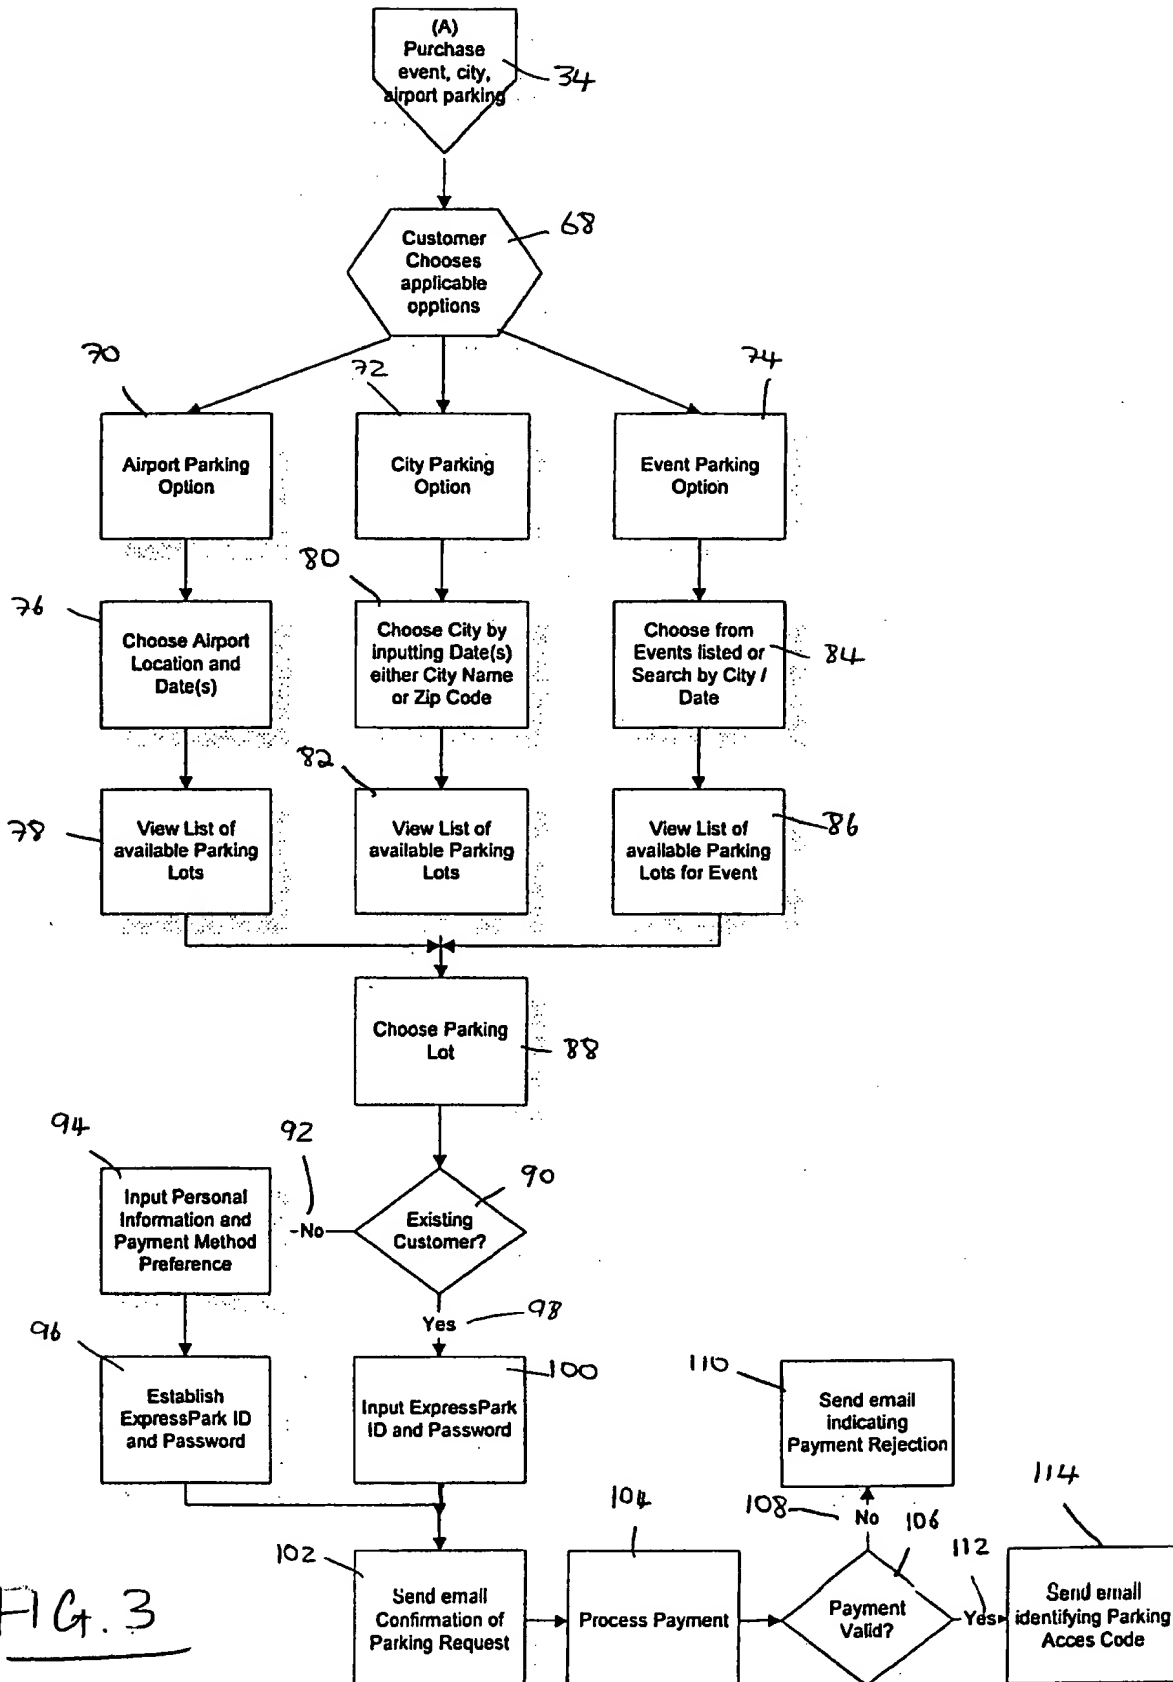 (A)
Purchase
event, city,
airport parking
34
Customer
Chooses
applicable
opptions
68
70
72
74
Airport Parking
Option
City Parking
Option
Event Parking
Option
76
80
84
Choose Airport
Location and
Date(s)
Choose City by
inputting Date(s)
either City Name
or Zip Code
Choose from
Events listed or
Search by City /
Date
78
82
86
View List of
available Parking
Lots
View List of
available Parking
Lots
View List of
available Parking
Lots for Event
Choose Parking
Lot
88
94
92
90
Input Personal
Information and
Payment Method
Preference
No
Existing
Customer?
Yes
98
96
100
Establish
ExpressPark ID
and Password
Input ExpressPark
ID and Password
110
Send email
indicating
Payment Rejection
102
104
108
No
106
112
114
Send email
Confirmation of
Parking Request
Process Payment
Payment
Valid?
Yes
Send email
identifying Parking
Acces Code
FIG. 3